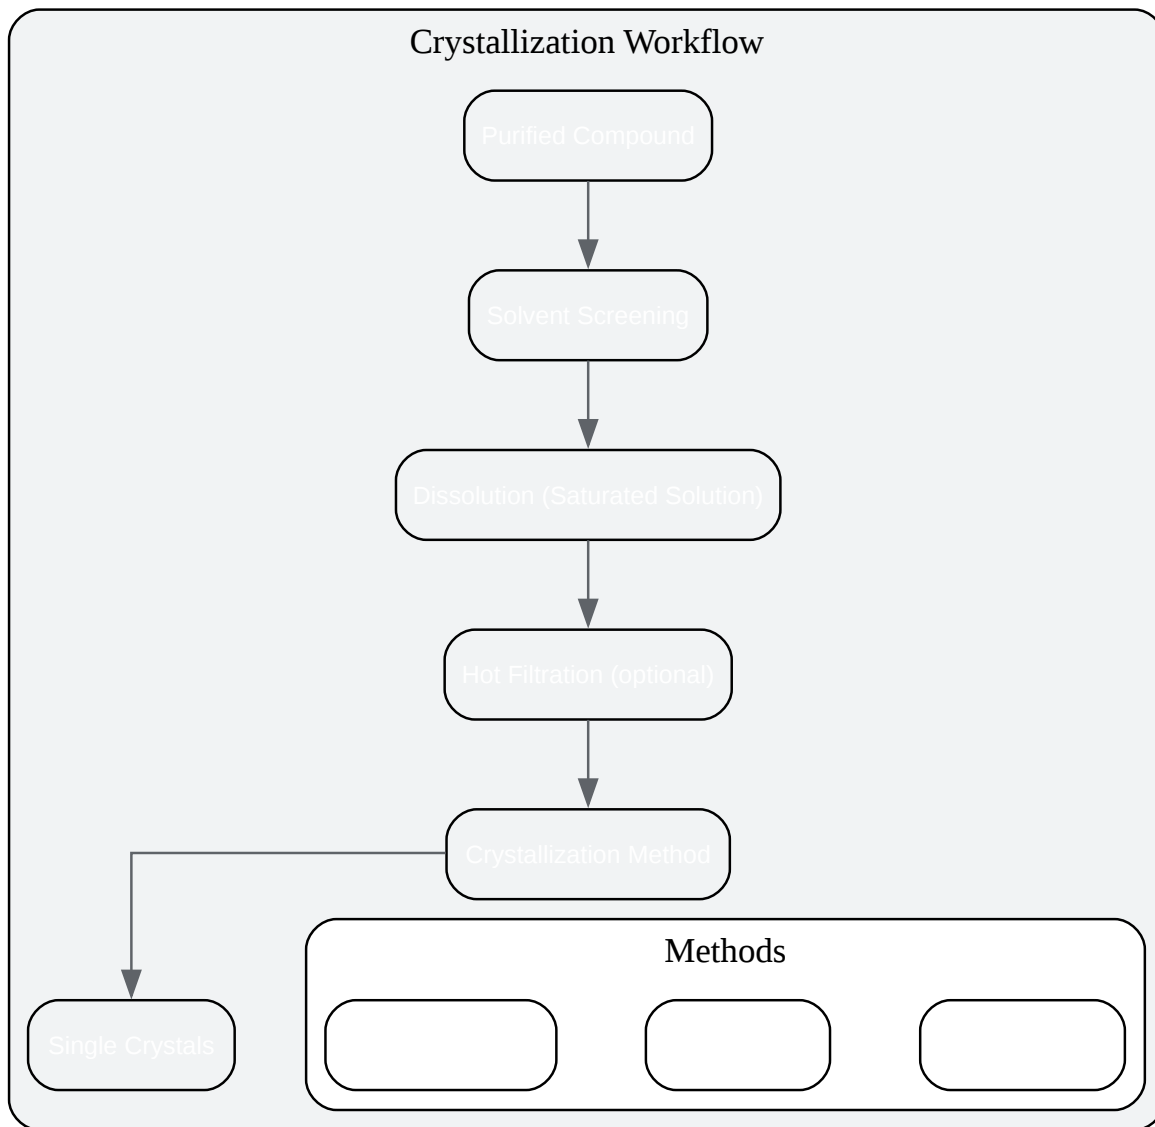 Crystallization Workflow
Purified Compound
Solvent Screening
Dissolution (Saturated Solution)
Hot Filtration (optional)
Crystallization Method
Methods
Single Crystals